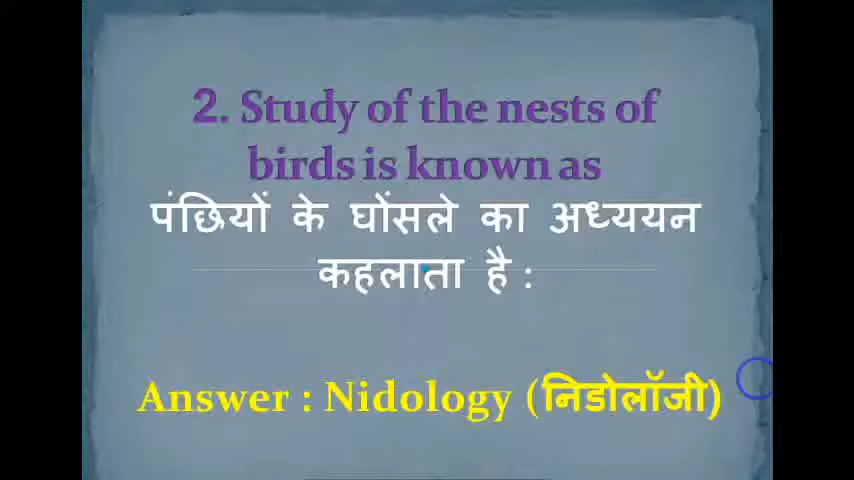 2. Study of the nests of
birds is known as
पंछियों के घोंसले का अध्ययन
कहलाता है :
Answer : Nidology (निडोलॉजी)